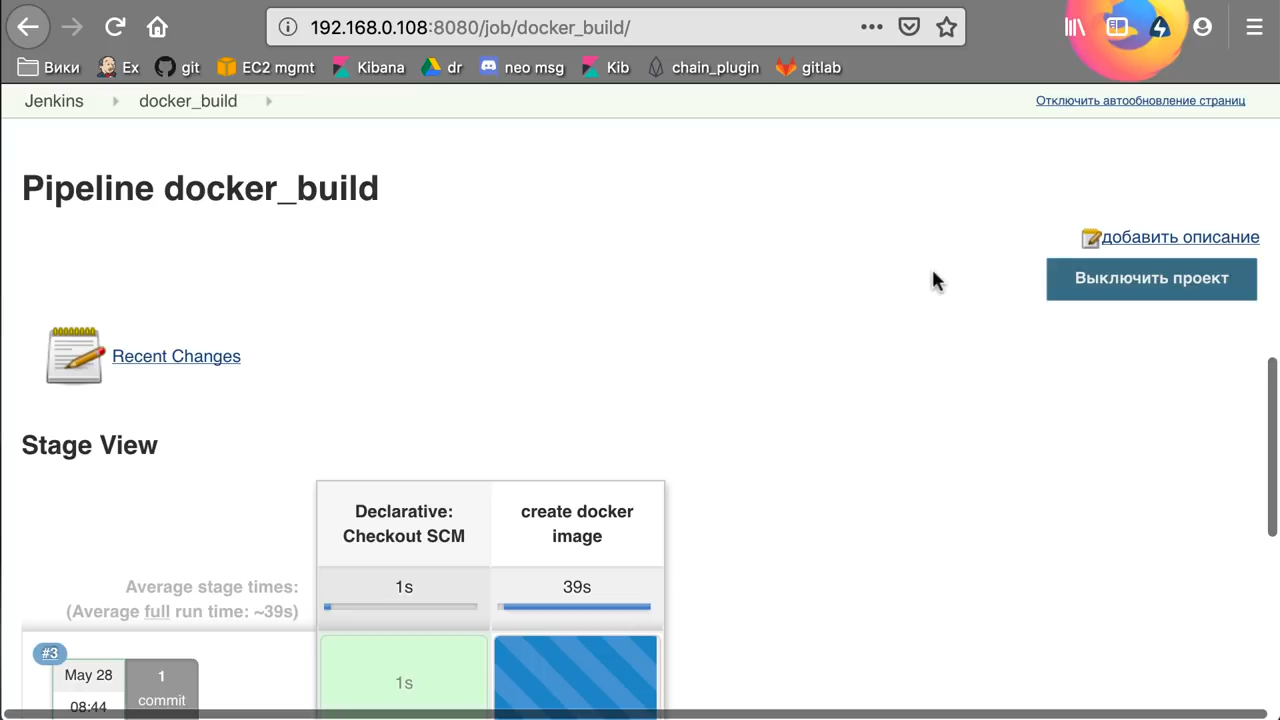 192.168.0.108:8080/job/docker_build/
Вики Ex git EC2 mgmt Kibana dr neo msg Kib chain_plugin gitlab
Jenkins docker_build Отключить автообновление страниц
Pipeline docker_build
добавить описание
Выключить проект
Recent Changes
Stage View
Declarative:
Checkout SCM
create docker
image
Average stage times:
(Average full run time: ~39s)
1s
39s
#3
May 28
08:44
1
commit
1s